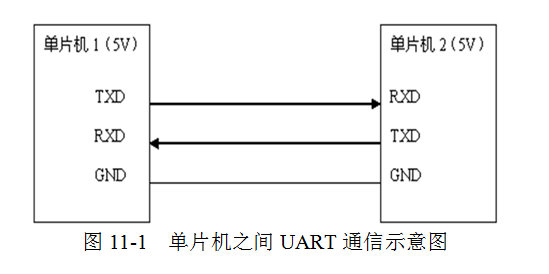 单片机 1（5V） 单片机 2（5V）
TXD RXD
RXD TXD
GND GND
图 11-1 单片机之间 UART 通信示意图